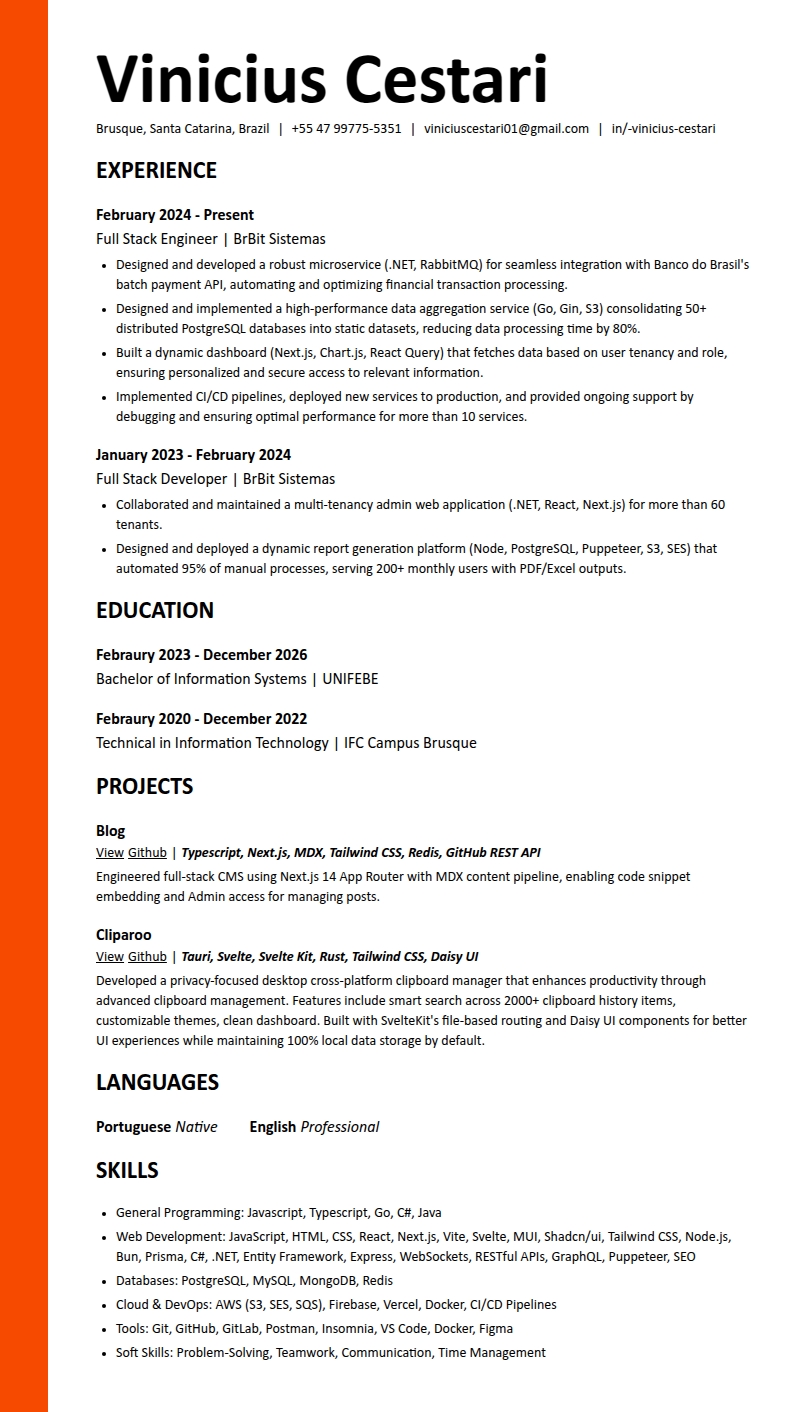 Vinicius Cestari
Brusque, Santa Catarina, Brazil | +55 47 99775-5351 | viniciuscestari01@gmail.com | in/-vinicius-cestari
EXPERIENCE
February 2024 - Present
Full Stack Engineer | BrBit Sistemas
• Designed and developed a robust microservice (.NET, RabbitMQ) for seamless integration with Banco do Brasil's
batch payment API, automating and optimizing financial transaction processing.
• Designed and implemented a high-performance data aggregation service (Go, Gin, S3) consolidating 50+
distributed PostgreSQL databases into static datasets, reducing data processing time by 80%.
• Built a dynamic dashboard (Next.js, Chart.js, React Query) that fetches data based on user tenancy and role,
ensuring personalized and secure access to relevant information.
• Implemented CI/CD pipelines, deployed new services to production, and provided ongoing support by
debugging and ensuring optimal performance for more than 10 services.
January 2023 - February 2024
Full Stack Developer | BrBit Sistemas
• Collaborated and maintained a multi-tenancy admin web application (.NET, React, Next.js) for more than 60
tenants.
• Designed and deployed a dynamic report generation platform (Node, PostgreSQL, Puppeteer, S3, SES) that
automated 95% of manual processes, serving 200+ monthly users with PDF/Excel outputs.
EDUCATION
Febraury 2023 - December 2026
Bachelor of Information Systems | UNIFEBE
Febraury 2020 - December 2022
Technical in Information Technology | IFC Campus Brusque
PROJECTS
Blog
View Github | Typescript, Next.js, MDX, Tailwind CSS, Redis, GitHub REST API
Engineered full-stack CMS using Next.js 14 App Router with MDX content pipeline, enabling code snippet
embedding and Admin access for managing posts.
Cliparoo
View Github | Tauri, Svelte, Svelte Kit, Rust, Tailwind CSS, Daisy UI
Developed a privacy-focused desktop cross-platform clipboard manager that enhances productivity through
advanced clipboard management. Features include smart search across 2000+ clipboard history items,
customizable themes, clean dashboard. Built with SvelteKit's file-based routing and Daisy UI components for better
UI experiences while maintaining 100% local data storage by default.
LANGUAGES
Portuguese Native English Professional
SKILLS
• General Programming: Javascript, Typescript, Go, C#, Java
• Web Development: JavaScript, HTML, CSS, React, Next.js, Vite, Svelte, MUI, Shadcn/ui, Tailwind CSS, Node.js,
Bun, Prisma, C#, .NET, Entity Framework, Express, WebSockets, RESTful APIs, GraphQL, Puppeteer, SEO
• Databases: PostgreSQL, MySQL, MongoDB, Redis
• Cloud & DevOps: AWS (S3, SES, SQS), Firebase, Vercel, Docker, CI/CD Pipelines
• Tools: Git, GitHub, GitLab, Postman, Insomnia, VS Code, Docker, Figma
• Soft Skills: Problem-Solving, Teamwork, Communication, Time Management